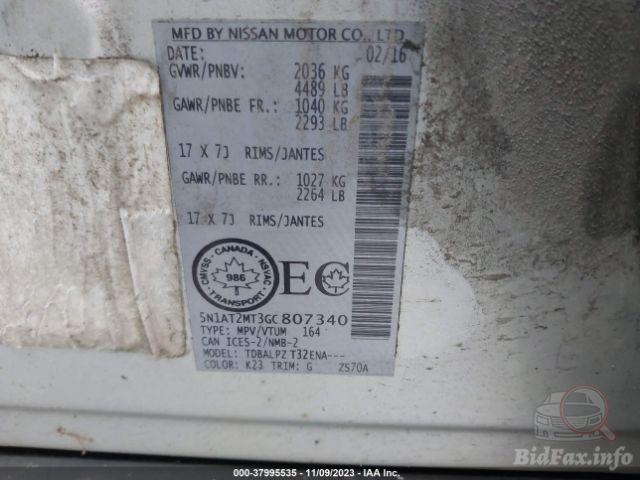 MFD BY NISSAN MOTOR CO., LTD
DATE: 02/16
GVWR/PNBV: 2036 KG
4489 LB
GAWR/PNBE FR.: 1040 KG
2293 LB
17 X 7J RIMS/JANTES
GAWR/PNBE RR.: 1027 KG
2264 LB
17 X 7J RIMS/JANTES
CANADA
CMVSS NSVAC
986
TRANSPORT
EC
5N1AT2MT3GC807340
TYPE: MPV/VTUM 164
CAN ICES-2/NMB-2
MODEL: TDBALPZ T32ENA---
COLOR: K23 TRIM: G ZS70A
BidFax.info
000-37995535 - 11/09/2023 - IAA Inc.